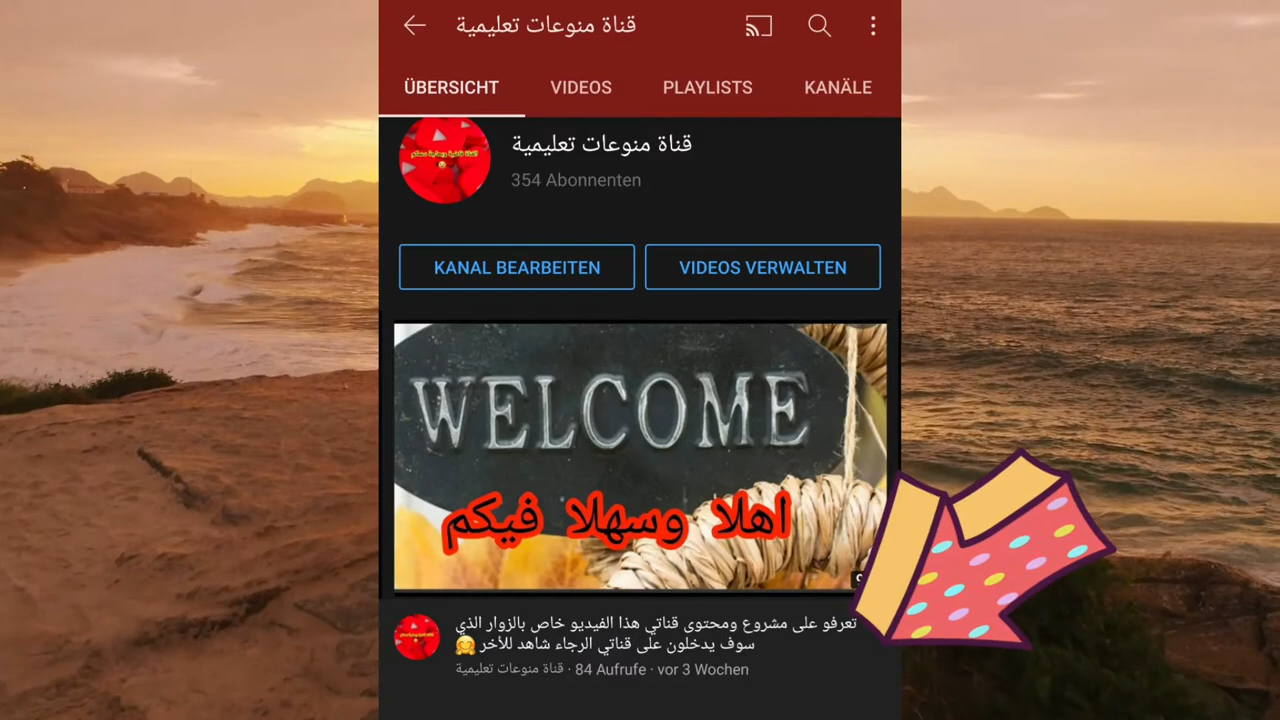 قناة منوعات تعليمية
ÜBERSICHT VIDEOS PLAYLISTS KANÄLE
قناة منوعات تعليمية
354 Abonnenten
KANAL BEARBEITEN VIDEOS VERWALTEN
WELCOME
اهلا وسهلا فيكم
تعرفو على مشروع ومحتوى قناتي هذا الفيديو خاص بالزوار الذي
سوف يدخلون على قناتي الرجاء شاهد للأخر 🤗
قناة منوعات تعليمية · 84 Aufrufe · vor 3 Wochen